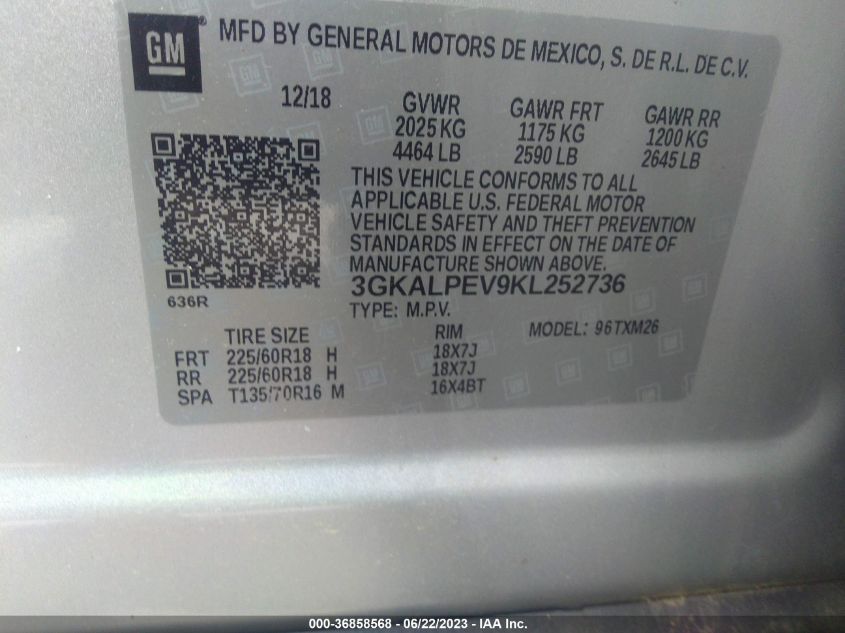 GM ® MFD BY GENERAL MOTORS DE MEXICO, S. DE R.L. DE C.V.
12/18 GVWR GAWR FRT GAWR RR
2025 KG 1175 KG 1200 KG
4464 LB 2590 LB 2645 LB
THIS VEHICLE CONFORMS TO ALL
APPLICABLE U.S. FEDERAL MOTOR
VEHICLE SAFETY AND THEFT PREVENTION
STANDARDS IN EFFECT ON THE DATE OF
MANUFACTURE SHOWN ABOVE.
3GKALPEV9KL252736
636R
TYPE: M.P.V. MODEL: 96TXM26
TIRE SIZE RIM
FRT 225/60R18 H 18X7J
RR 225/60R18 H 18X7J
SPA T135/70R16 M 16X4BT
000-36858568 - 06/22/2023 - IAA Inc.